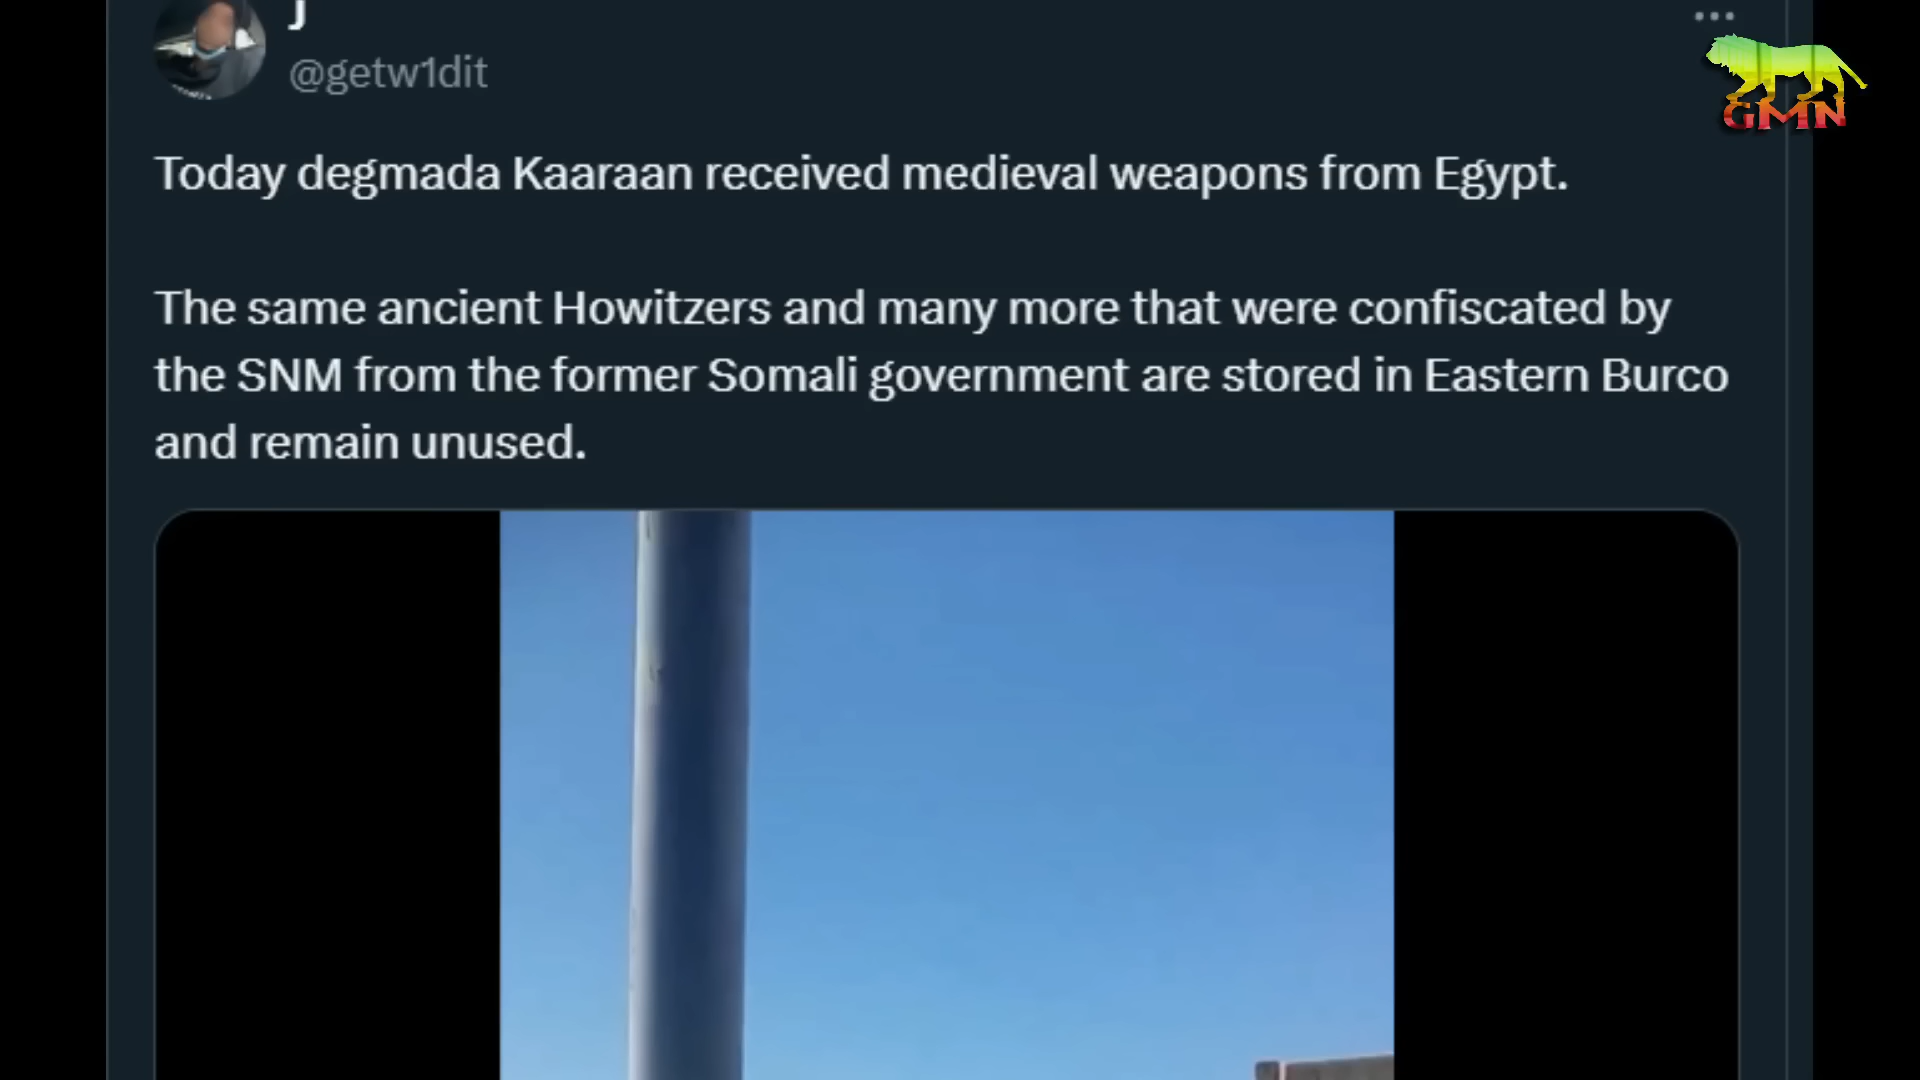 j
@getw1dit
GMN
Today degmada Kaaraan received medieval weapons from Egypt.
The same ancient Howitzers and many more that were confiscated by
the SNM from the former Somali government are stored in Eastern Burco
and remain unused.